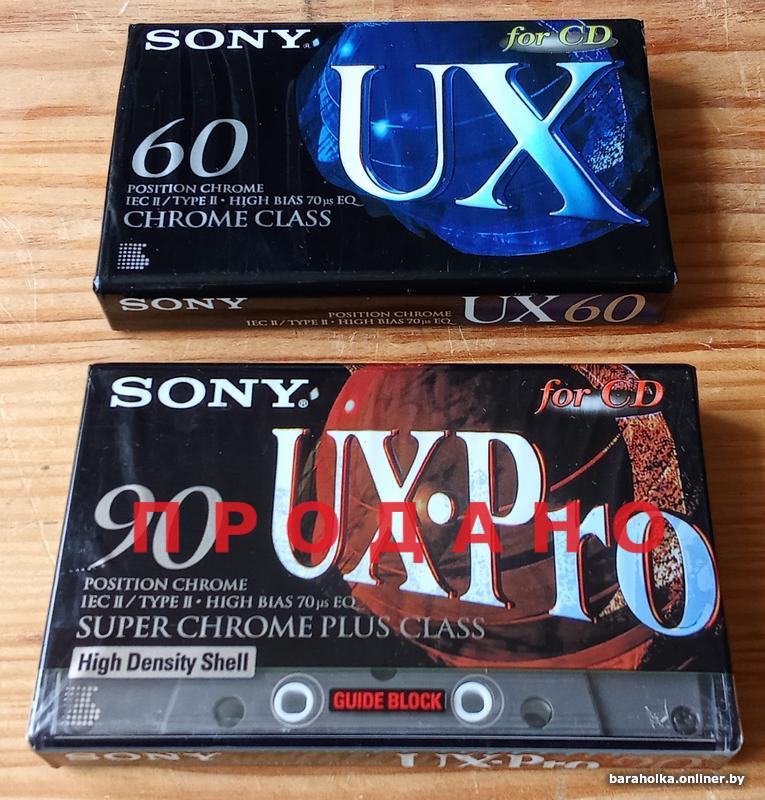 SONY®
for CD
UX
60
POSITION CHROME
IEC II / TYPE II • HIGH BIAS 70 µs EQ
CHROME CLASS
SONY
POSITION CHROME
IEC II / TYPE II • HIGH BIAS 70 µs EQ
UX 60
SONY®
for CD
UX•Pro
90
ПРОДАНО
POSITION CHROME
IEC II / TYPE II • HIGH BIAS 70 µs EQ
SUPER CHROME PLUS CLASS
High Density Shell
GUIDE BLOCK
SONY
UX•Pro 90
baraholka.onliner.by